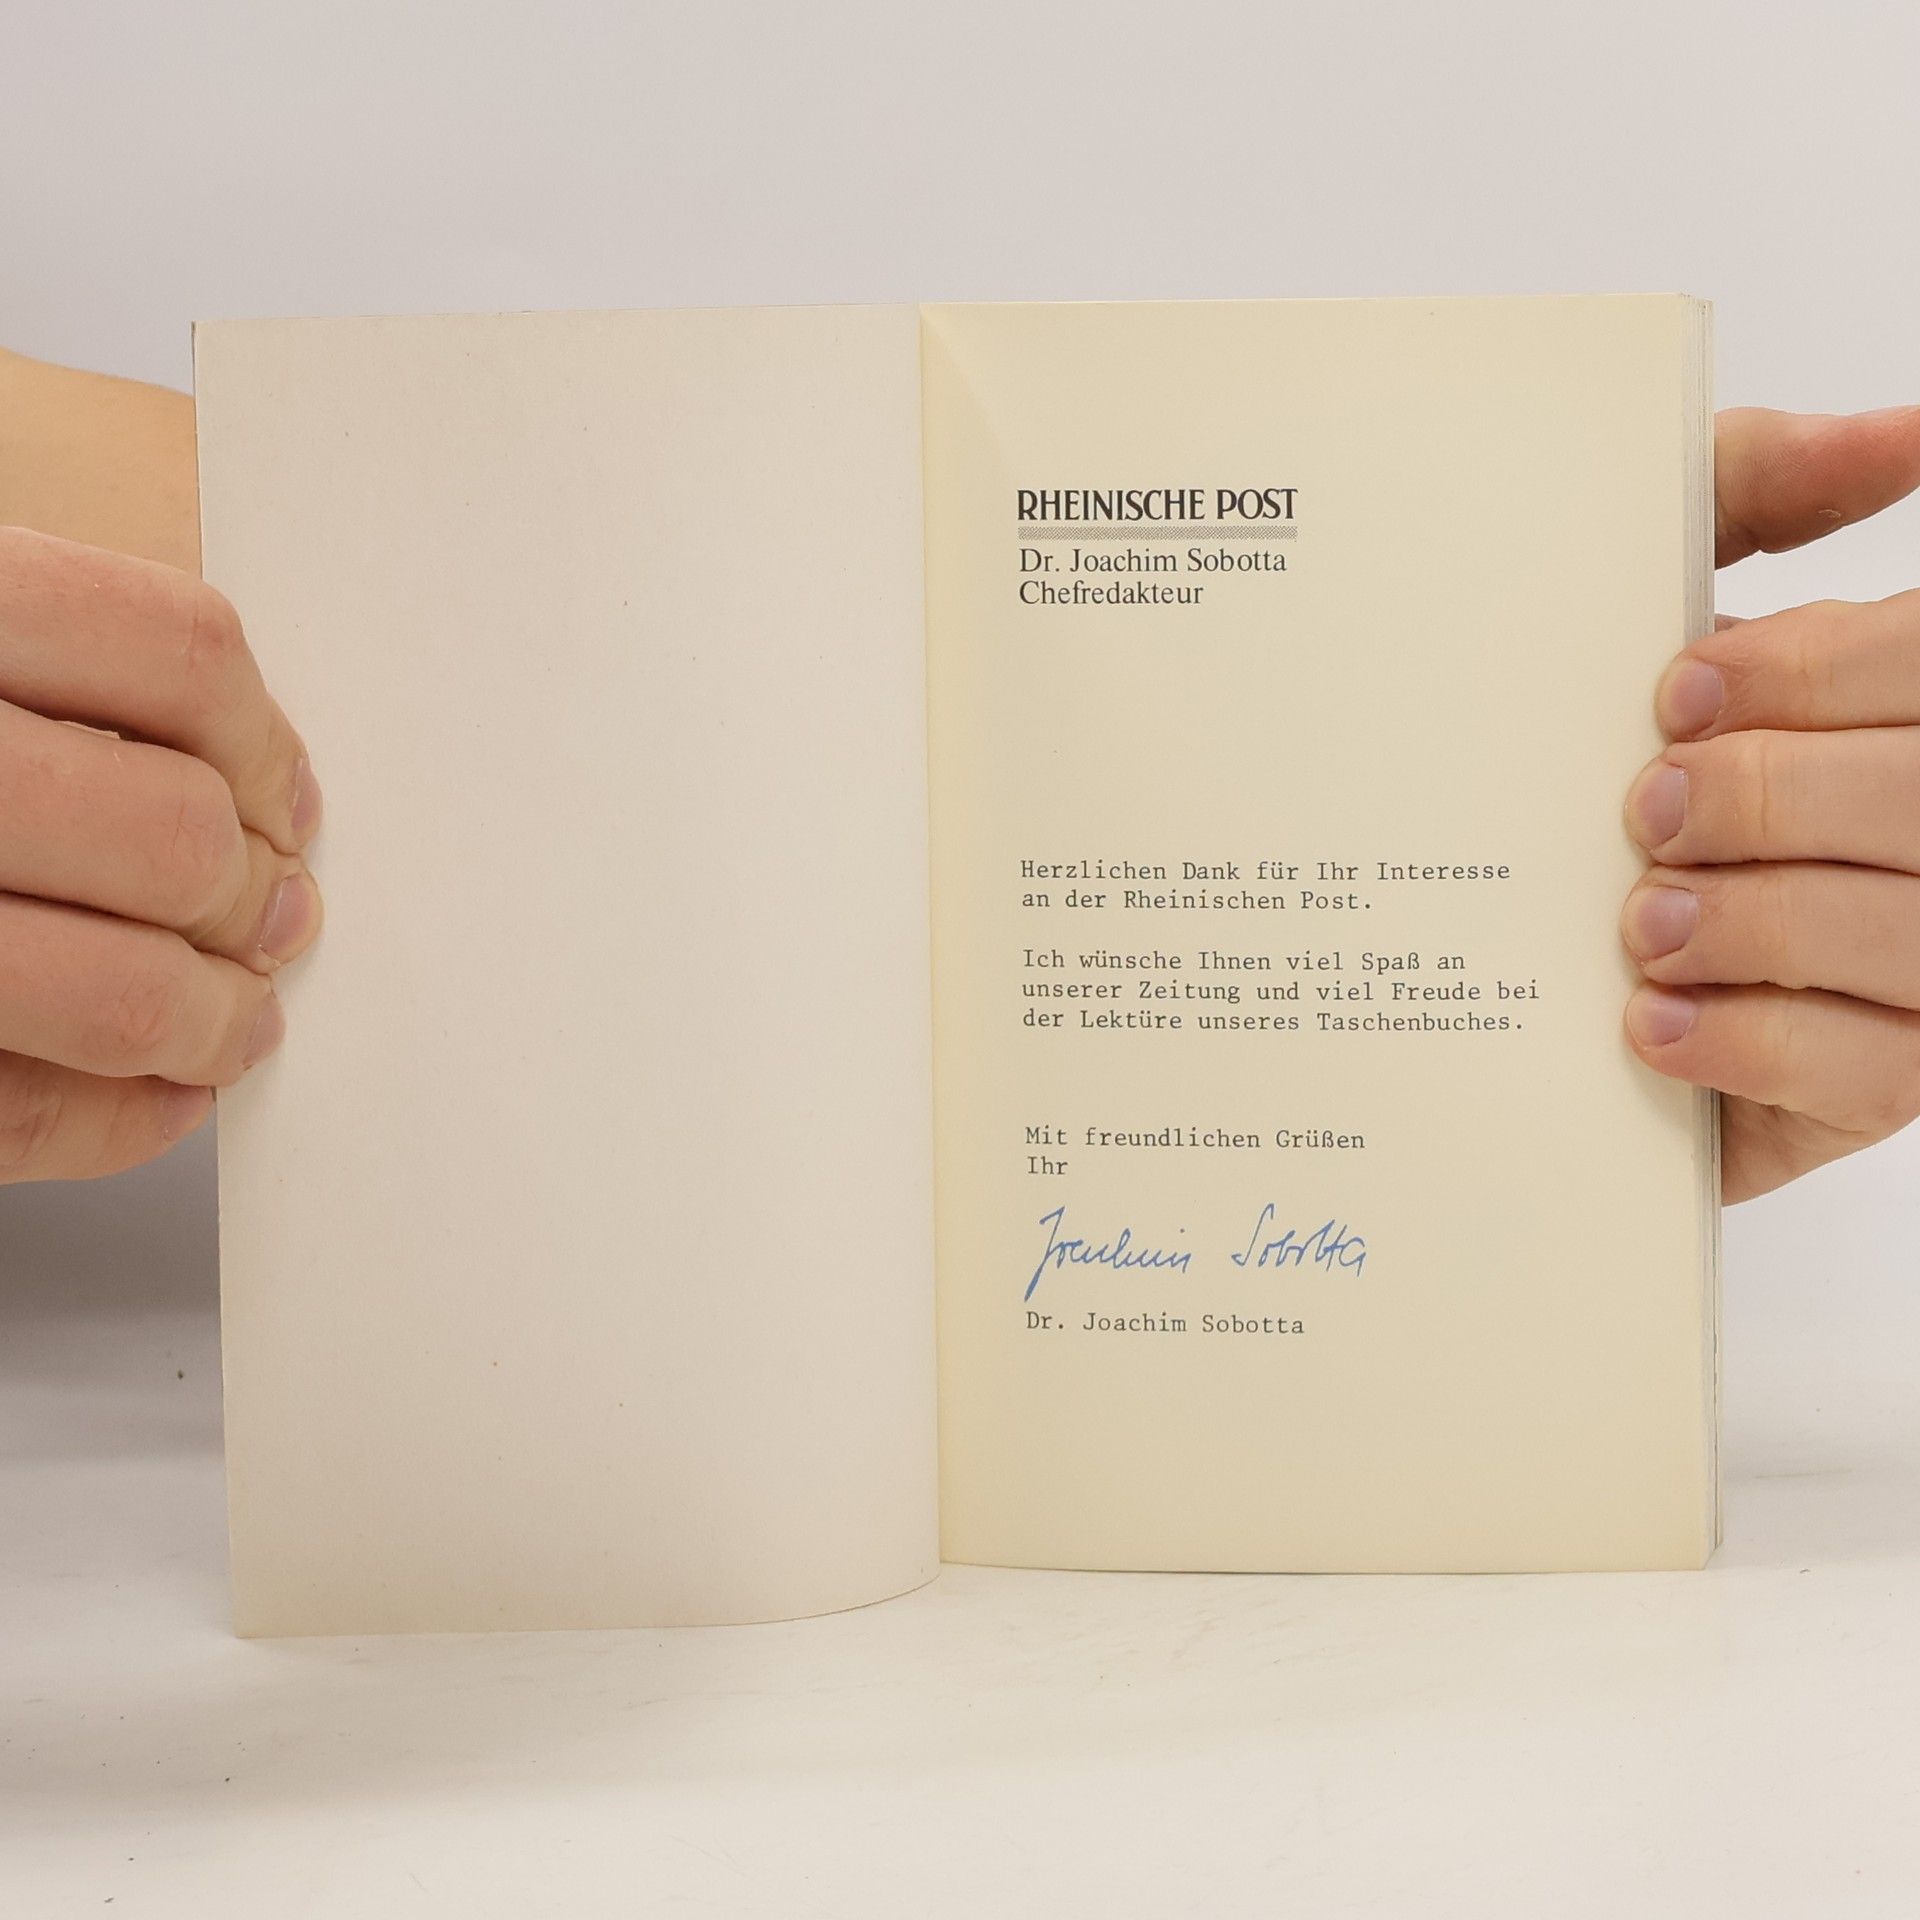 RHEINISCHE POST
Dr. Joachim Sobotta
Chefredakteur
Herzlichen Dank für Ihr Interesse
an der Rheinischen Post.
Ich wünsche Ihnen viel Spaß an
unserer Zeitung und viel Freude bei
der Lektüre unseres Taschenbuches.
Mit freundlichen Grüßen
Ihr
Joachim Sobotta
Dr. Joachim Sobotta